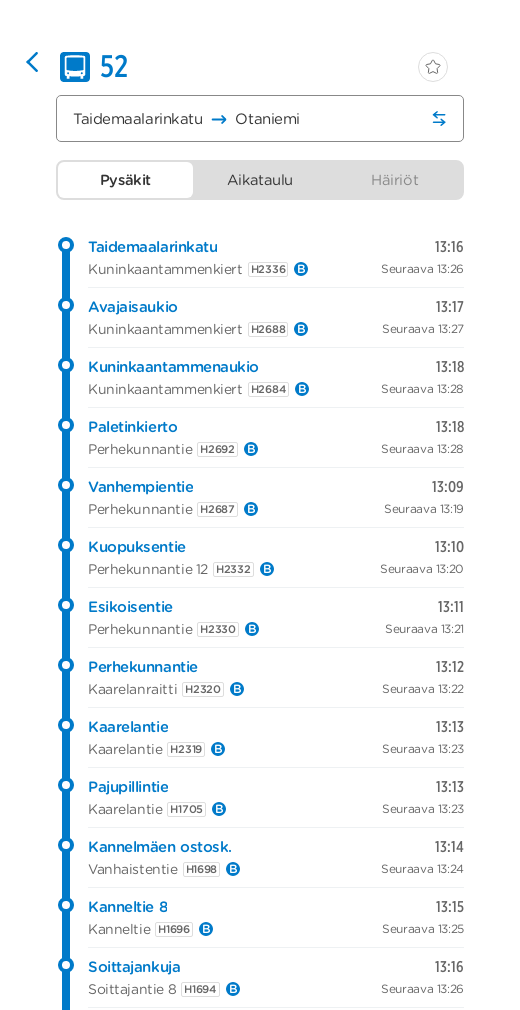 52
Taidemaalarinkatu → Otaniemi
Pysäkit Aikataulu Häiriöt
Taidemaalarinkatu 13:16
Kuninkaantammenkiert H2336 B Seuraava 13:26
Avajaisaukio 13:17
Kuninkaantammenkiert H2688 B Seuraava 13:27
Kuninkaantammenaukio 13:18
Kuninkaantammenkiert H2684 B Seuraava 13:28
Paletinkierto 13:18
Perhekunnantie H2692 B Seuraava 13:28
Vanhempientie 13:09
Perhekunnantie H2687 B Seuraava 13:19
Kuopuksentie 13:10
Perhekunnantie 12 H2332 B Seuraava 13:20
Esikoisentie 13:11
Perhekunnantie H2330 B Seuraava 13:21
Perhekunnantie 13:12
Kaarelanraitti H2320 B Seuraava 13:22
Kaarelantie 13:13
Kaarelantie H2319 B Seuraava 13:23
Pajupillintie 13:13
Kaarelantie H1705 B Seuraava 13:23
Kannelmäen ostosk. 13:14
Vanhaistentie H1698 B Seuraava 13:24
Kanneltie 8 13:15
Kanneltie H1696 B Seuraava 13:25
Soittajankuja 13:16
Soittajantie 8 H1694 B Seuraava 13:26